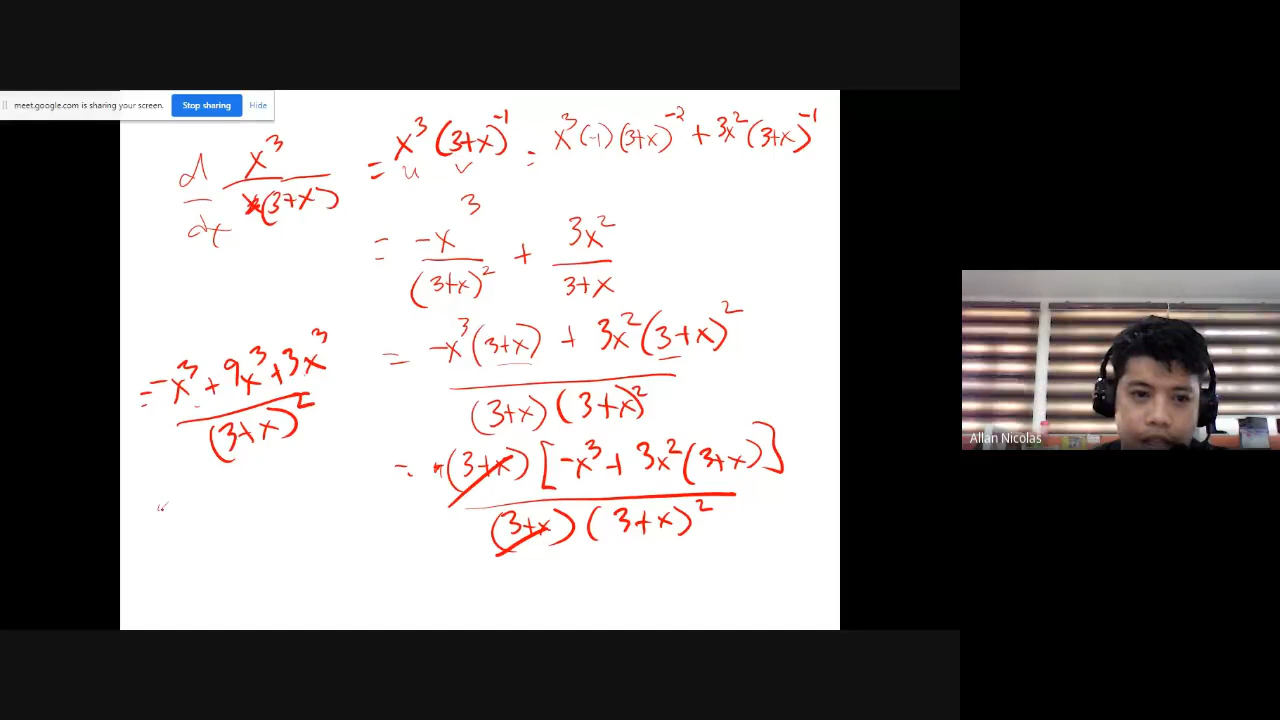 meet.google.com is sharing your screen. Stop sharing Hide
d/dx x³/(3+x) = x³(3+x)⁻¹ = x³(-1)(3+x)⁻² + 3x²(3+x)⁻¹
u v
= -x³/(3+x)² + 3x²/(3+x)
= (-x³(3+x) + 3x²(3+x)²)/((3+x)(3+x)²)
= (3+x)[-x³ + 3x²(3+x)]/((3+x)(3+x)²)
= (-x³ + 9x³ + 3x³)/(3+x)²
Allan Nicolas